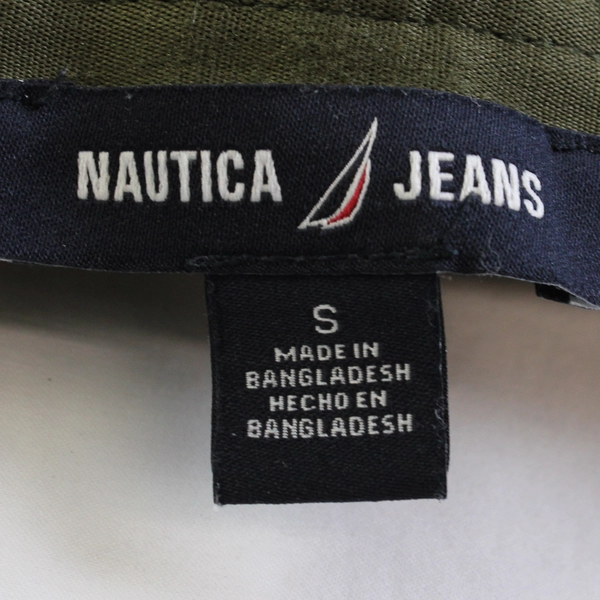 NAUTICA JEANS
S
MADE IN
BANGLADESH
HECHO EN
BANGLADESH